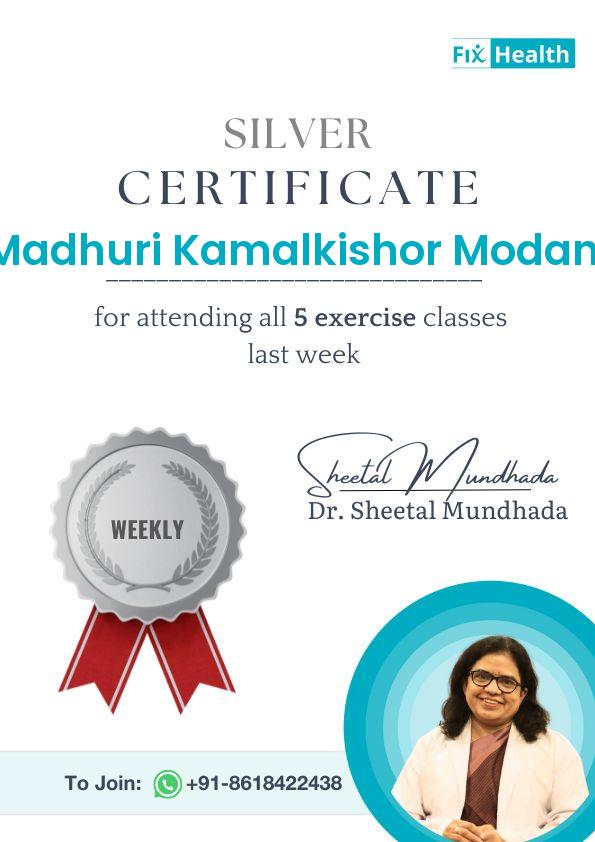 Fix Health
SILVER
CERTIFICATE
Madhuri Kamalkishor Modan
for attending all 5 exercise classes
last week
WEEKLY
Sheetal Mundhada
Dr. Sheetal Mundhada
To Join: +91-8618422438